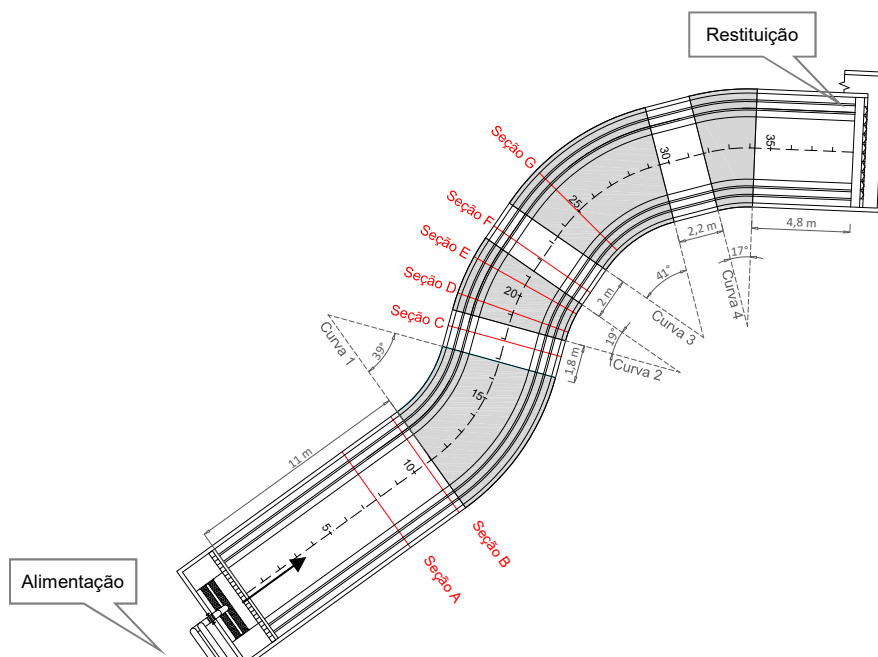 Restituição
Seção G
30
35
25
Seção F
4,8 m
2,2 m
17°
Seção E
41°
Curva 4
Seção D
20
2 m
Curva 3
Seção C
19°
Curva 1
39°
1,8 m
Curva 2
15
11 m
10
5
Seção B
Seção A
Alimentação